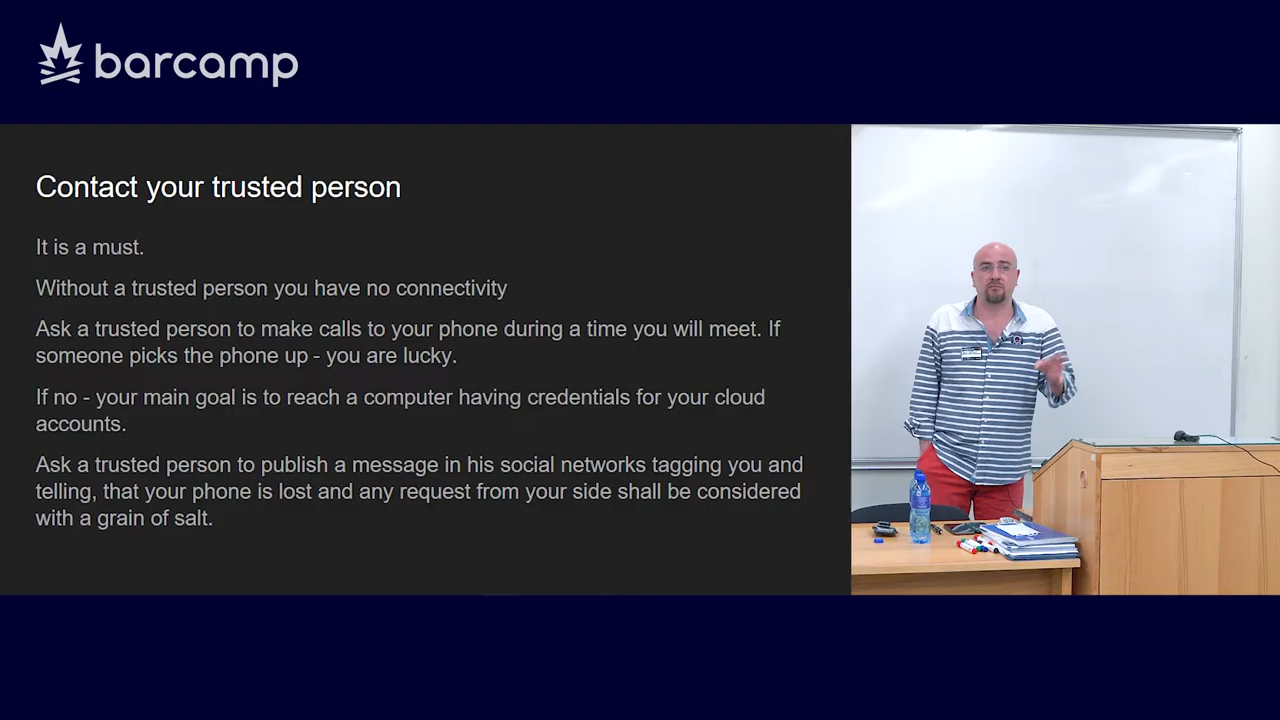 barcamp
Contact your trusted person
It is a must.
Without a trusted person you have no connectivity
Ask a trusted person to make calls to your phone during a time you will meet. If
someone picks the phone up - you are lucky.
If no - your main goal is to reach a computer having credentials for your cloud
accounts.
Ask a trusted person to publish a message in his social networks tagging you and
telling, that your phone is lost and any request from your side shall be considered
with a grain of salt.